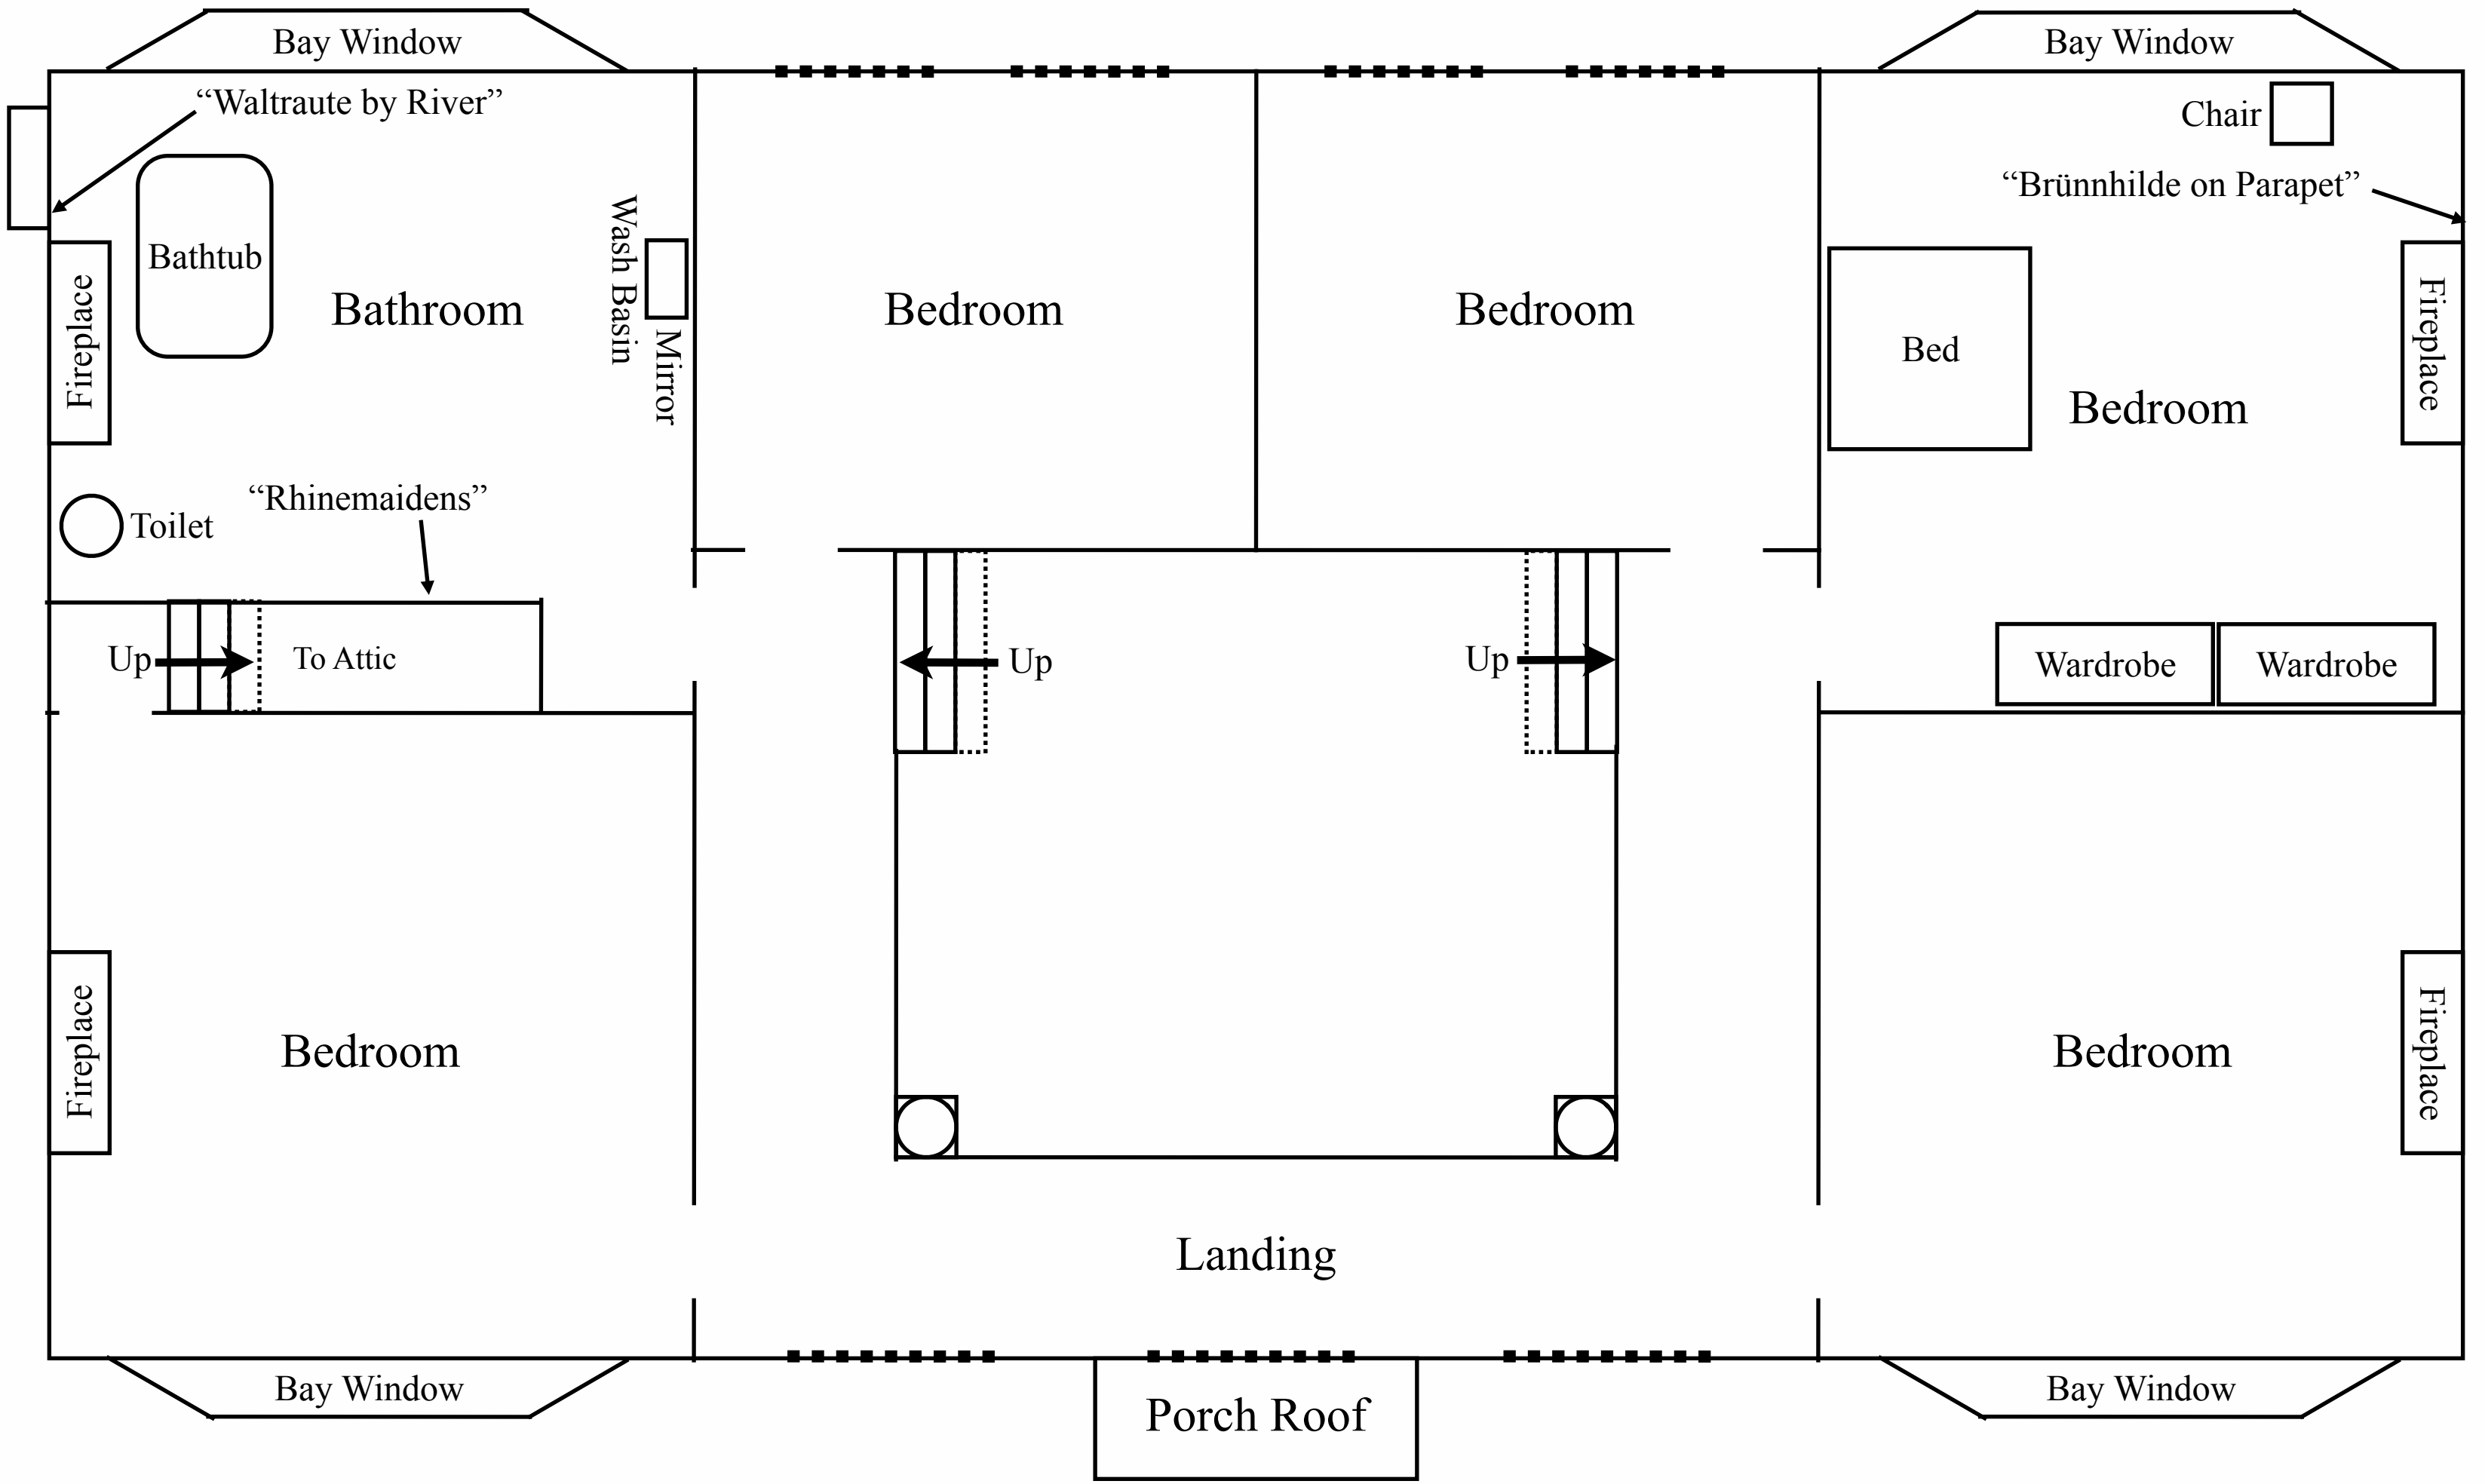 Bay Window
Bay Window
“Waltraute by River”
Chair
“Brünnhilde on Parapet”
Bathtub
Wash Basin
Fireplace
Bathroom
Mirror
Bedroom
Bedroom
Bed
Bedroom
Fireplace
“Rhinemaidens”
Toilet
Up
To Attic
Up
Up
Wardrobe
Wardrobe
Fireplace
Bedroom
Bedroom
Fireplace
Landing
Bay Window
Porch Roof
Bay Window